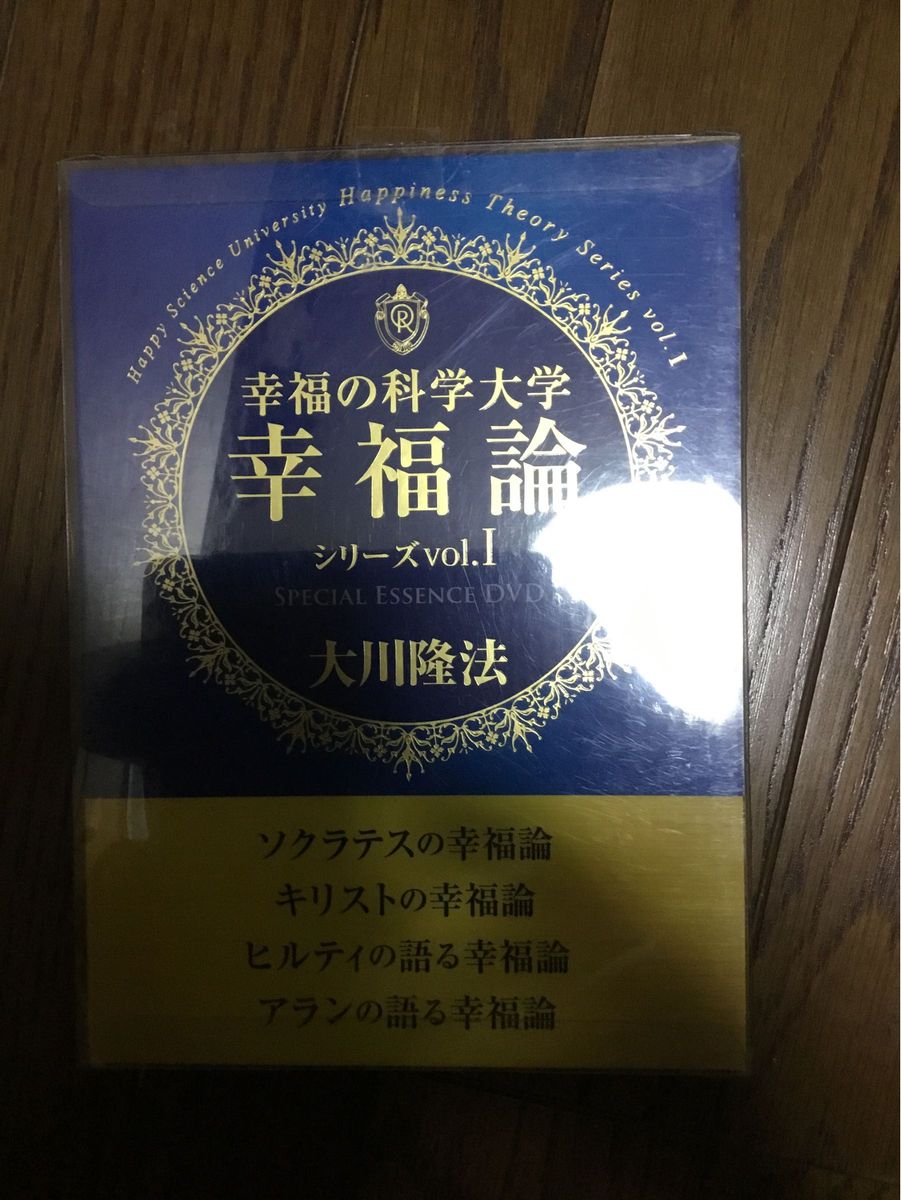 Happy Science University Happiness Theory Series vol. I
R
幸福の科学大学
幸福論
シリーズvol.I
SPECIAL ESSENCE DVD
大川隆法
ソクラテスの幸福論
キリストの幸福論
ヒルティの語る幸福論
アランの語る幸福論